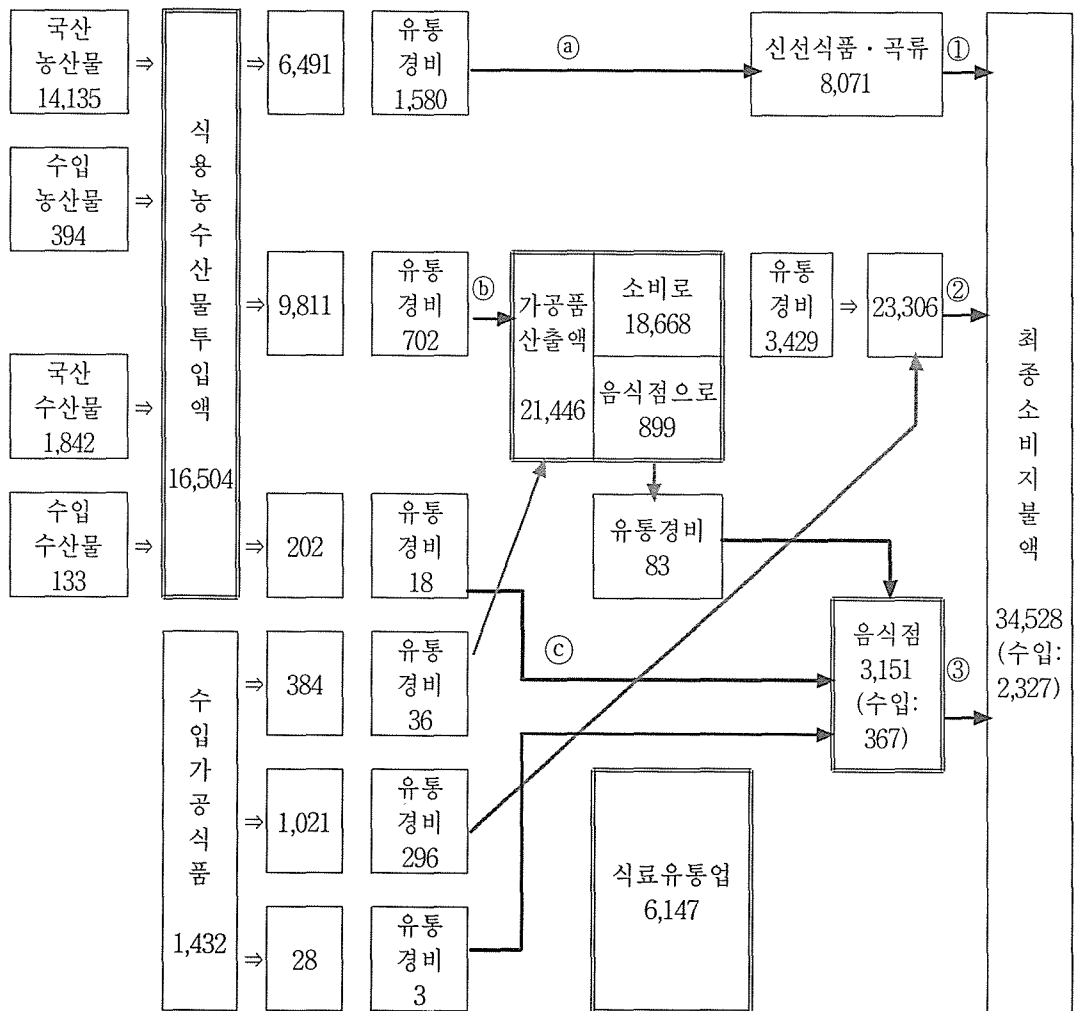 국산
농산물
14,135
⇒
⇒
6,491
유통
경비
1,580
ⓐ
신선식품・곡류
8,071
①
수입
농산물
394
⇒
식용농수산물투입액
16,504
⇒
9,811
유통
경비
702
ⓑ
가공품
산출액
21,446
소비로
18,668
음식점으로
899
유통
경비
3,429
⇒
23,306
②
국산
수산물
1,842
⇒
수입
수산물
133
⇒
⇒
202
유통
경비
18
ⓒ
유통경비
83
음식점
3,151
(수입:
367)
③
최종소비지불액
34,528
(수입:
2,327)
수입가공식품
1,432
⇒
384
유통
경비
36
⇒
1,021
유통
경비
296
⇒
28
유통
경비
3
식료유통업
6,147